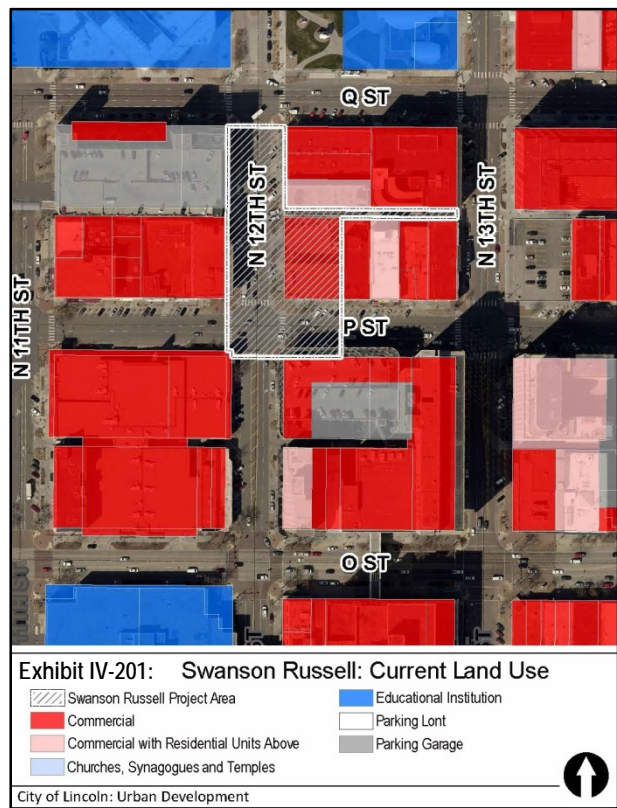 Q ST
N 12TH ST
N 13TH ST
N 11TH ST
P ST
O ST
Exhibit IV-201: Swanson Russell: Current Land Use
Swanson Russell Project Area
Commercial
Commercial with Residential Units Above
Churches, Synagogues and Temples
Educational Institution
Parking Lont
Parking Garage
City of Lincoln: Urban Development